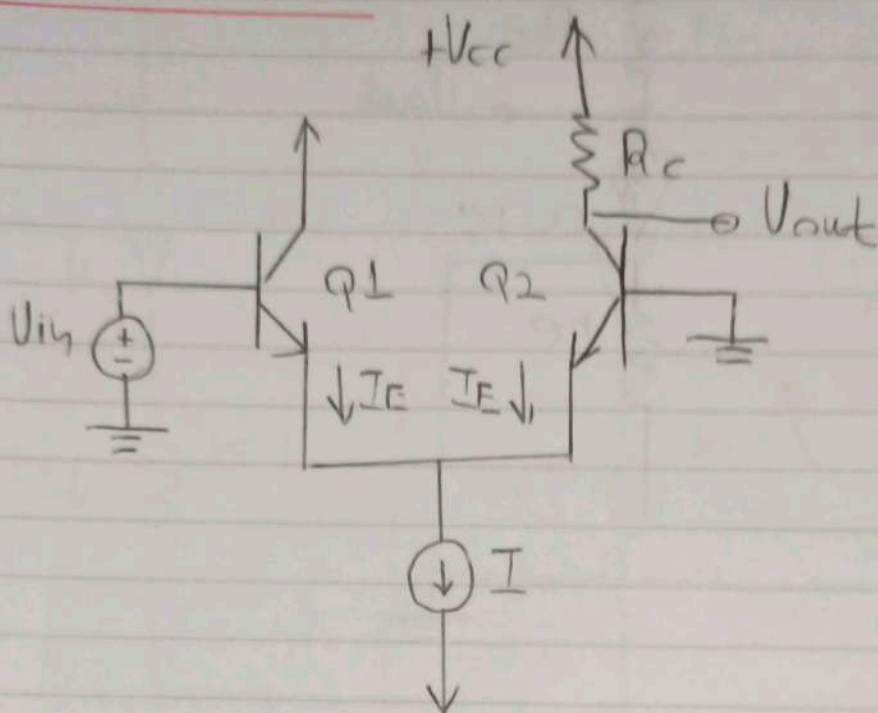 +Vcc
Rc
Vout
Q1 Q2
Vin
+
-
IE IE
I